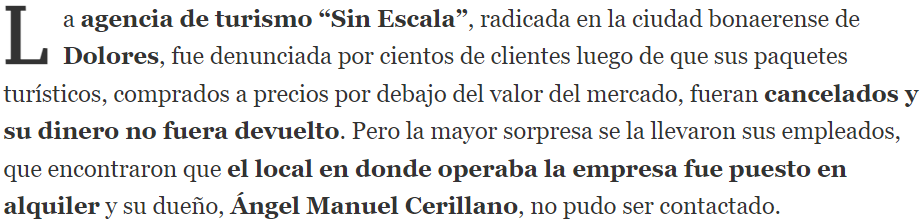 La agencia de turismo “Sin Escala”, radicada en la ciudad bonaerense de
Dolores, fue denunciada por cientos de clientes luego de que sus paquetes
turísticos, comprados a precios por debajo del valor del mercado, fueran cancelados y
su dinero no fuera devuelto. Pero la mayor sorpresa se la llevaron sus empleados,
que encontraron que el local en donde operaba la empresa fue puesto en
alquiler y su dueño, Ángel Manuel Cerillano, no pudo ser contactado.